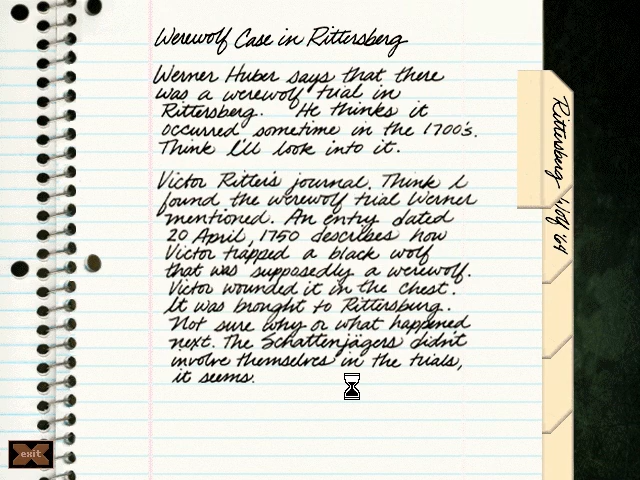 Werewolf Case in Rittersberg
Werner Huber says that there
was a werewolf trial in
Rittersberg. He thinks it
occurred sometime in the 1700's.
Think I'll look into it.
Victor Ritter's journal. Think I
found the werewolf trial Werner
mentioned. An entry dated
20 April, 1750 describes how
Victor trapped a black wolf
that was supposedly a werewolf.
Victor wounded it in the chest.
It was brought to Rittersburg.
Not sure why or what happened
next. The Schattenjägers didn't
involve themselves in the trials,
it seems.
Rittersberg
exit